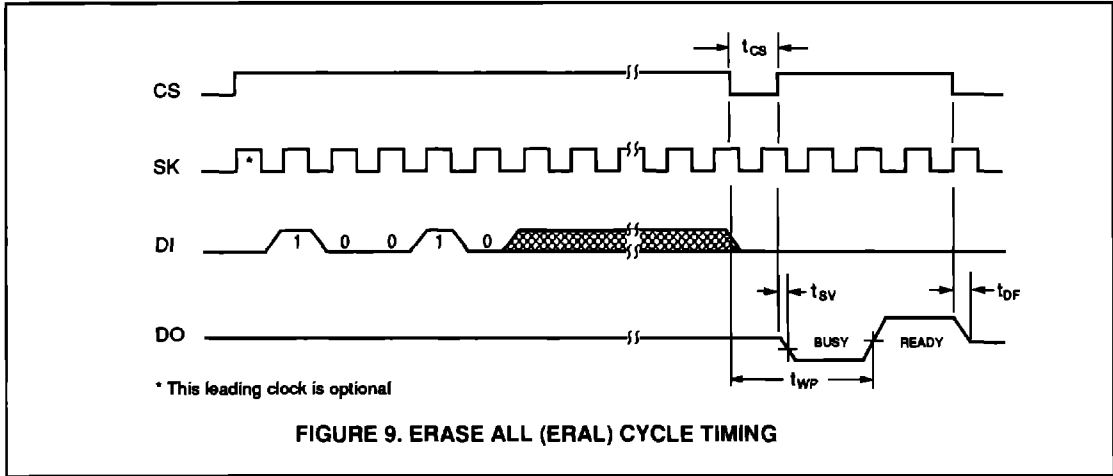 tCS
CS
SK *
DI 1 0 0 1 0
tSV
tDF
DO BUSY READY
tWP
* This leading clock is optional
FIGURE 9. ERASE ALL (ERAL) CYCLE TIMING